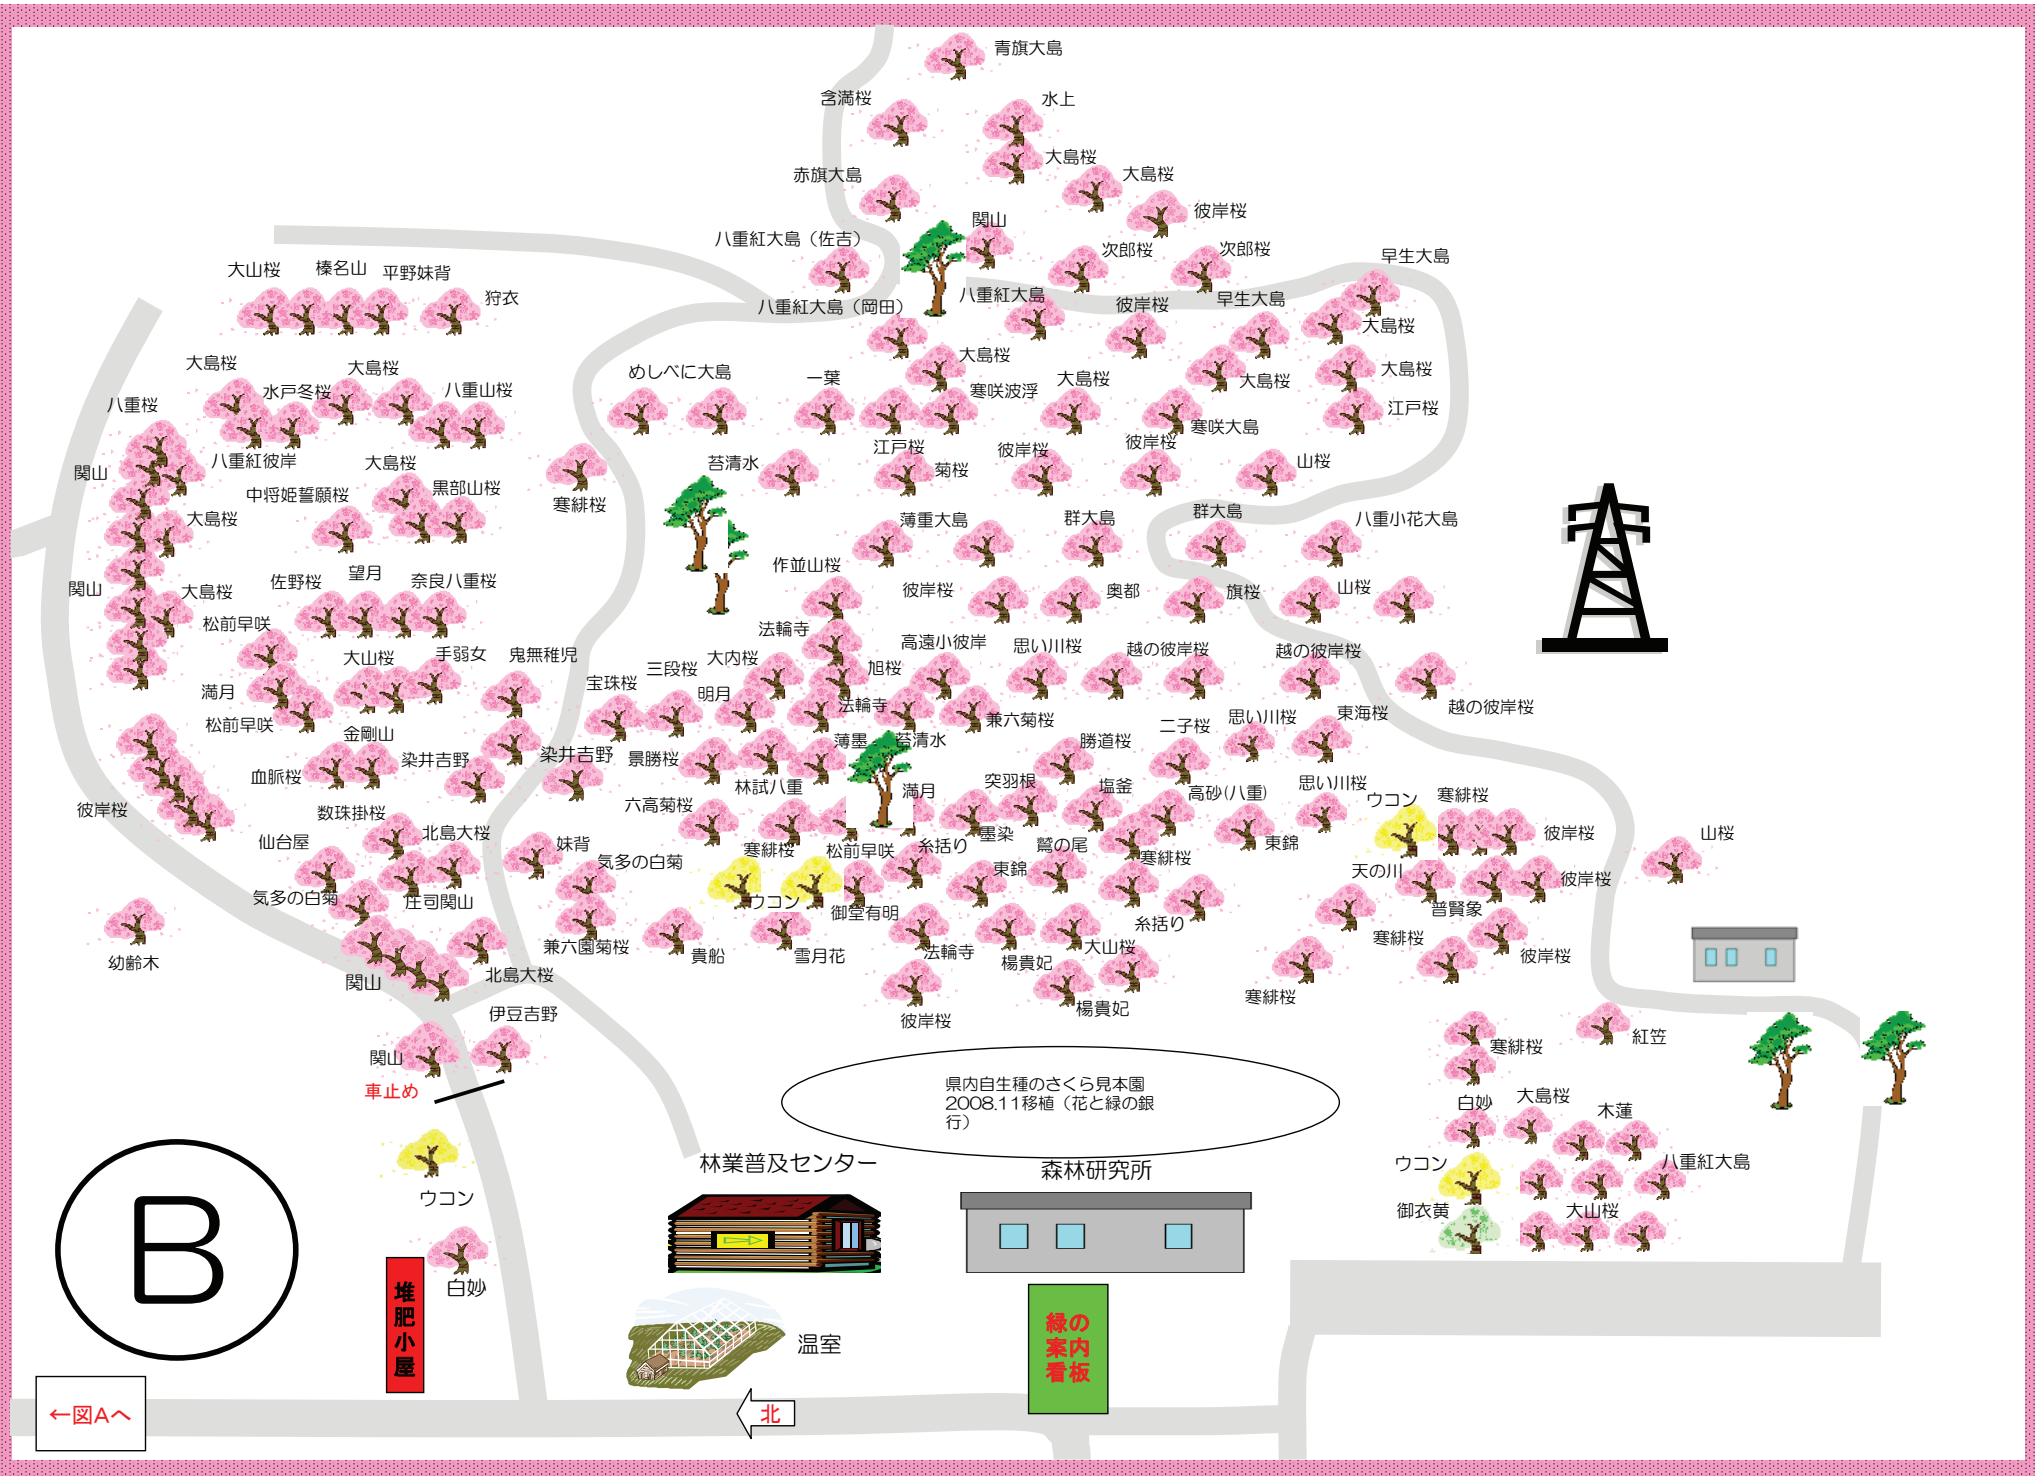 青旗大島
含満桜
水上
大島桜
赤旗大島
大島桜
彼岸桜
関山
八重紅大島（佐吉）
次郎桜
次郎桜
早生大島
大山桜
榛名山
平野妹背
狩衣
八重紅大島（岡田）
八重紅大島
彼岸桜
早生大島
大島桜
大島桜
大島桜
水戸冬桜
八重山桜
八重桜
めしべに大島
一葉
大島桜
寒咲波浮
大島桜
大島桜
大島桜
江戸桜
寒咲大島
関山
八重紅彼岸
大島桜
中将姫誓願桜
黒部山桜
大島桜
寒緋桜
苔清水
江戸桜
菊桜
彼岸桜
彼岸桜
山桜
薄重大島
群大島
群大島
八重小花大島
関山
大島桜
佐野桜
望月
奈良八重桜
作並山桜
彼岸桜
奥都
旗桜
山桜
松前早咲
大山桜
手弱女
鬼無稚児
法輪寺
高遠小彼岸
思い川桜
越の彼岸桜
越の彼岸桜
満月
松前早咲
金剛山
宝珠桜
三段桜
大内桜
明月
旭桜
法輪寺
兼六菊桜
越の彼岸桜
二子桜
思い川桜
東海桜
血脈桜
染井吉野
染井吉野
景勝桜
薄墨
苔清水
勝道桜
林試八重
彼岸桜
数珠掛桜
六高菊桜
満月
突羽根
塩釜
高砂(八重)
思い川桜
ウコン
寒緋桜
彼岸桜
山桜
仙台屋
北島大桜
妹背
気多の白菊
寒緋桜
松前早咲
糸括り
墨染
鷲の尾
寒緋桜
東錦
気多の白菊
庄司関山
ウコン
御堂有明
東錦
糸括り
天の川
普賢象
彼岸桜
幼齢木
関山
北島大桜
兼六園菊桜
貴船
雪月花
法輪寺
楊貴妃
大山桜
寒緋桜
彼岸桜
寒緋桜
伊豆吉野
彼岸桜
楊貴妃
関山
車止め
寒緋桜
紅笠
県内自生種のさくら見本園
2008.11移植（花と緑の銀
行）
白妙
大島桜
木蓮
ウコン
八重紅大島
御衣黄
大山桜
林業普及センター
森林研究所
ウコン
白妙
B
堆肥小屋
温室
緑の
案内
看板
←図Aへ
北